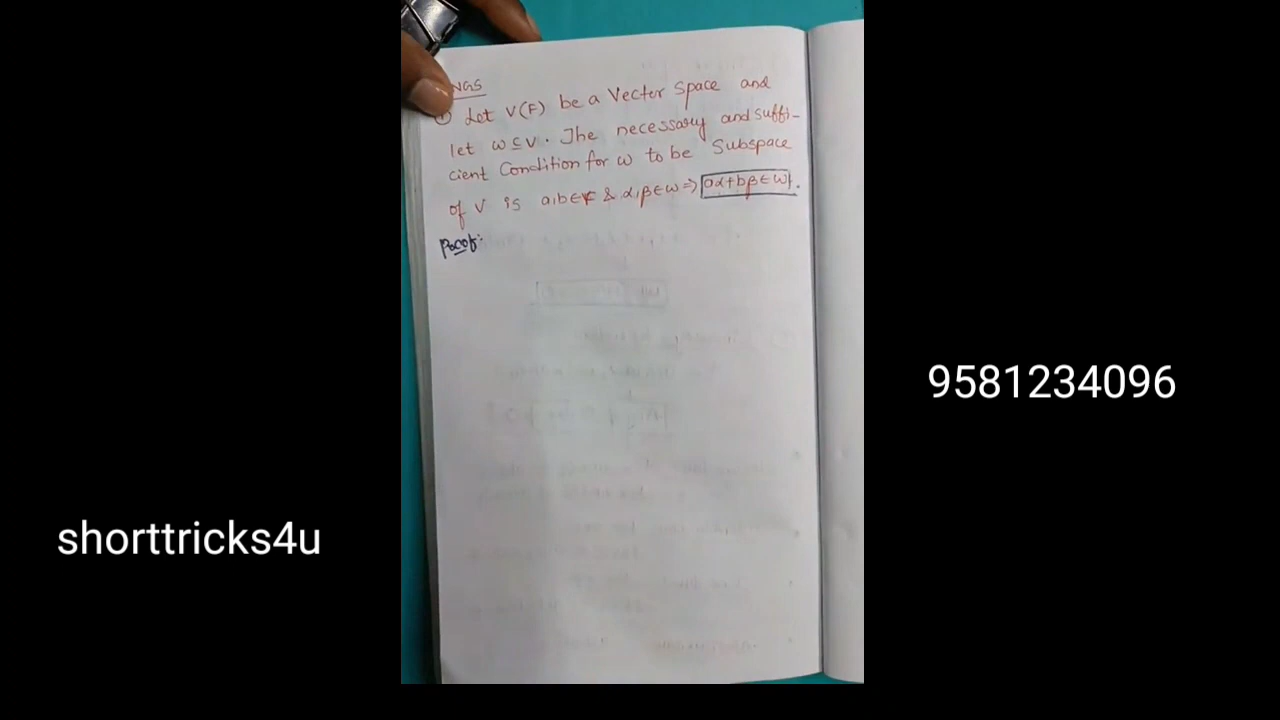 NGS
① Let V(F) be a Vector Space and
let W⊆V. The necessary and suffi-
cient Condition for W to be Subspace
of V is a,b∈F & α,β∈W⇒ aα+bβ∈W.
Proof:
9581234096
shorttricks4u